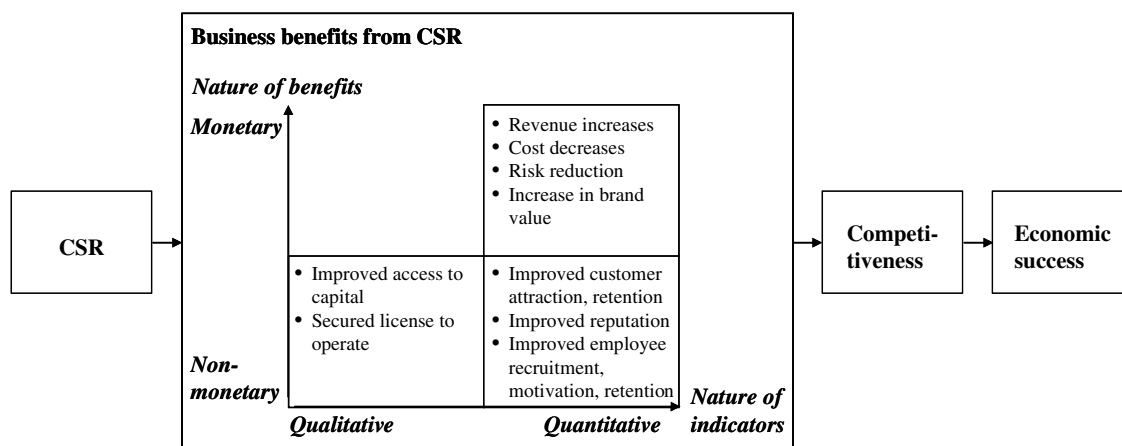 Business benefits from CSR
Nature of benefits
Monetary
• Revenue increases
• Cost decreases
• Risk reduction
• Increase in brand
value
CSR
• Improved access to
capital
• Secured license to
operate
• Improved customer
attraction, retention
• Improved reputation
• Improved employee
recruitment,
motivation, retention
Non-
monetary
Qualitative
Quantitative
Nature of
indicators
Competi-
tiveness
Economic
success